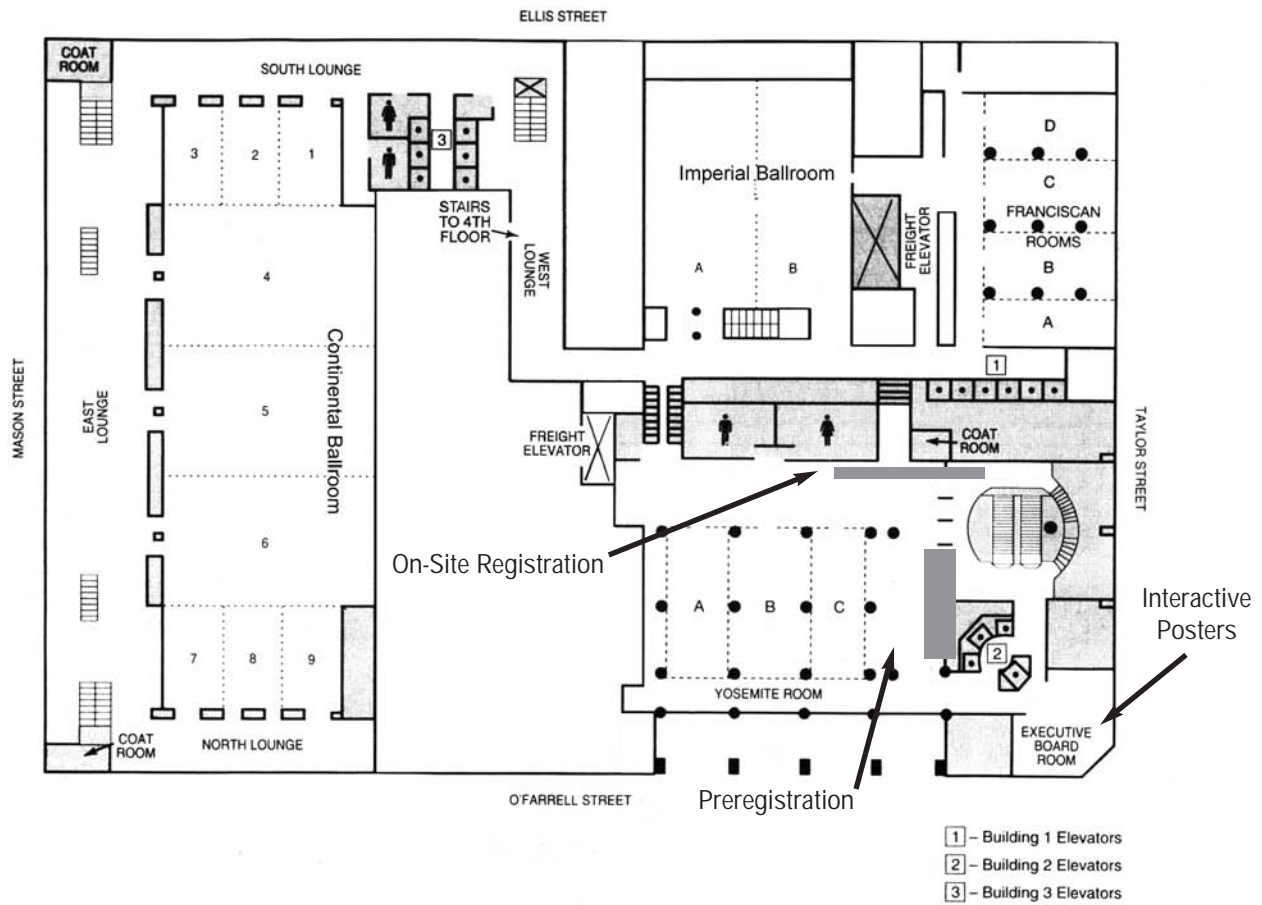 ELLIS STREET
COAT
ROOM
SOUTH LOUNGE
3
2
1
3
STAIRS
TO 4TH
FLOOR
WEST
LOUNGE
Imperial Ballroom
A
B
FREIGHT
ELEVATOR
D
C
FRANCISCAN
ROOMS
B
A
1
MASON STREET
EAST
LOUNGE
4
5
6
Continental Ballroom
7
8
9
FREIGHT
ELEVATOR
COAT
ROOM
TAYLOR STREET
On-Site Registration
A
B
C
2
Interactive
Posters
YOSEMITE ROOM
COAT
ROOM
NORTH LOUNGE
EXECUTIVE
BOARD
ROOM
O'FARRELL STREET
Preregistration
1 – Building 1 Elevators
2 – Building 2 Elevators
3 – Building 3 Elevators